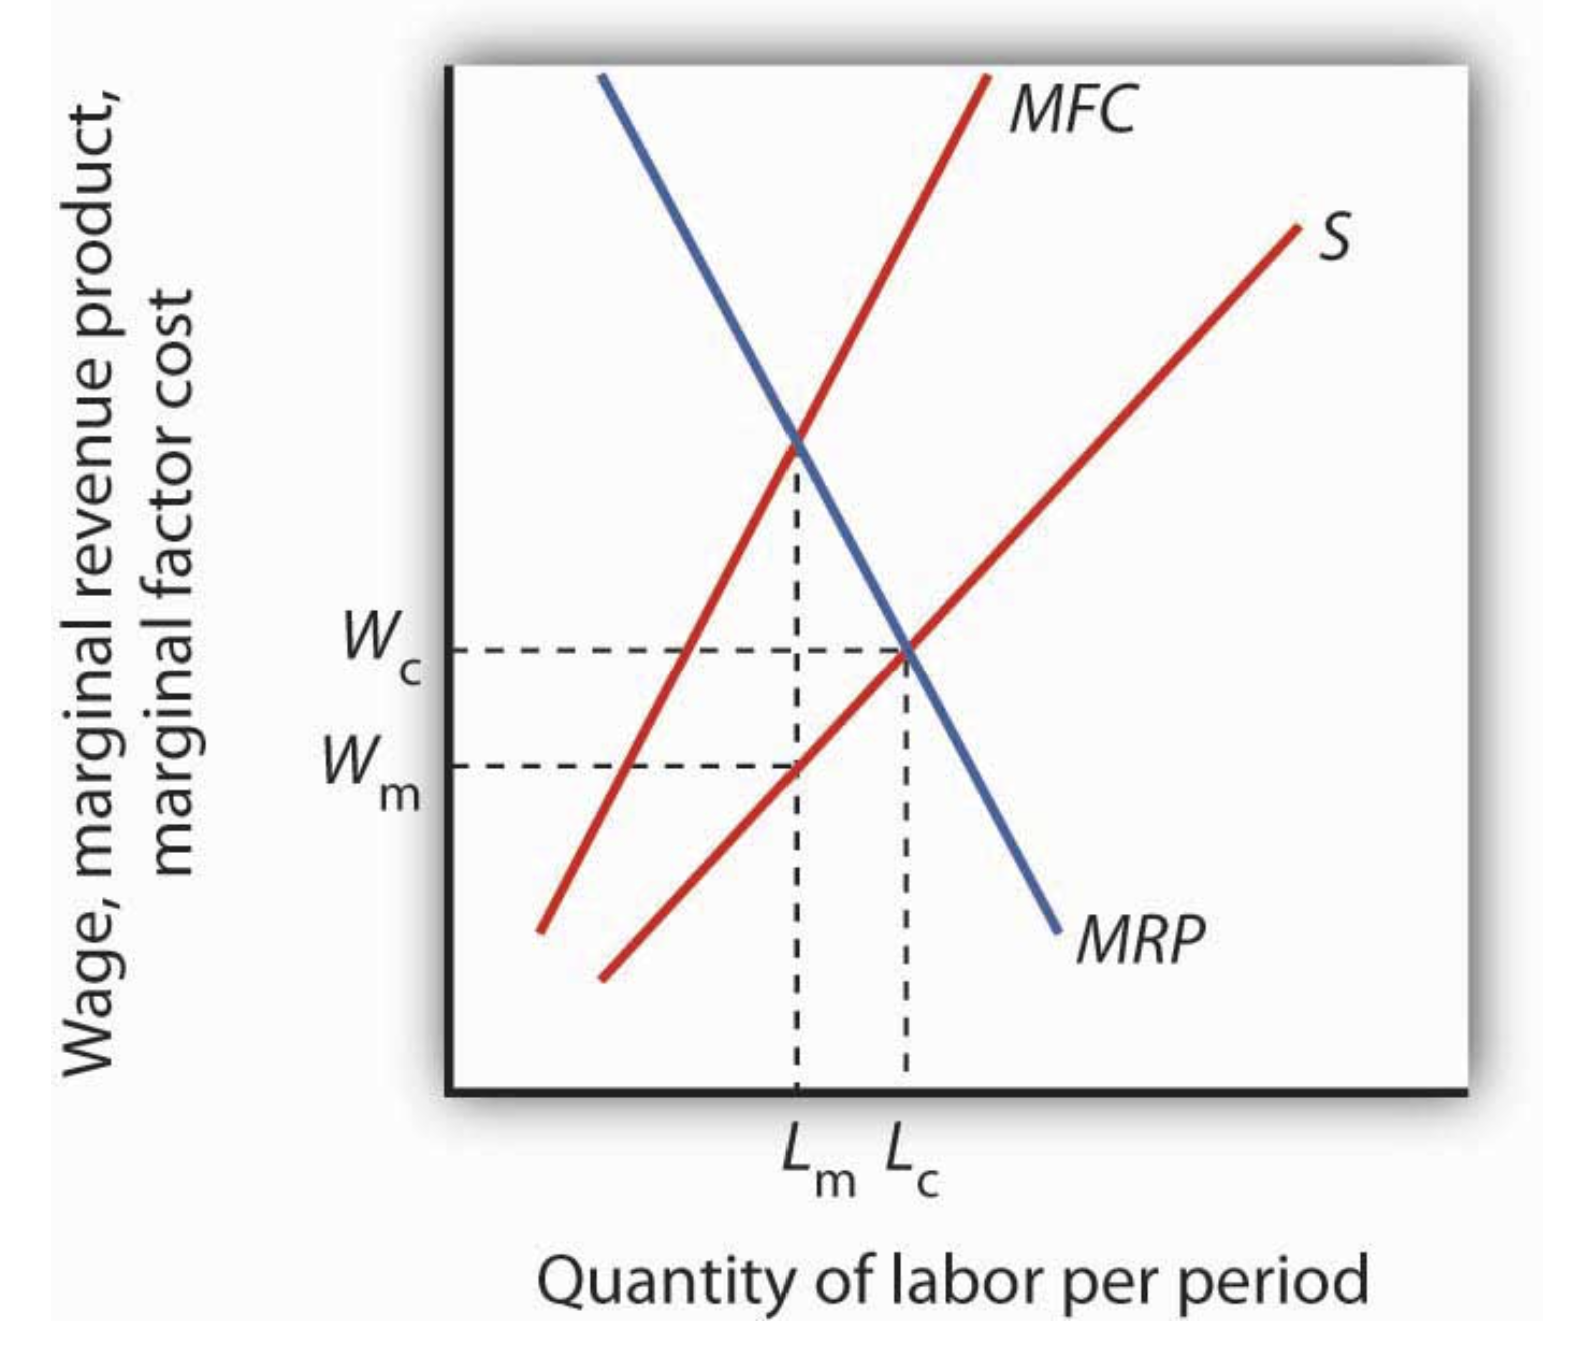 Wage, marginal revenue product,
marginal factor cost
MFC
S
Wc
Wm
MRP
Lm Lc
Quantity of labor per period